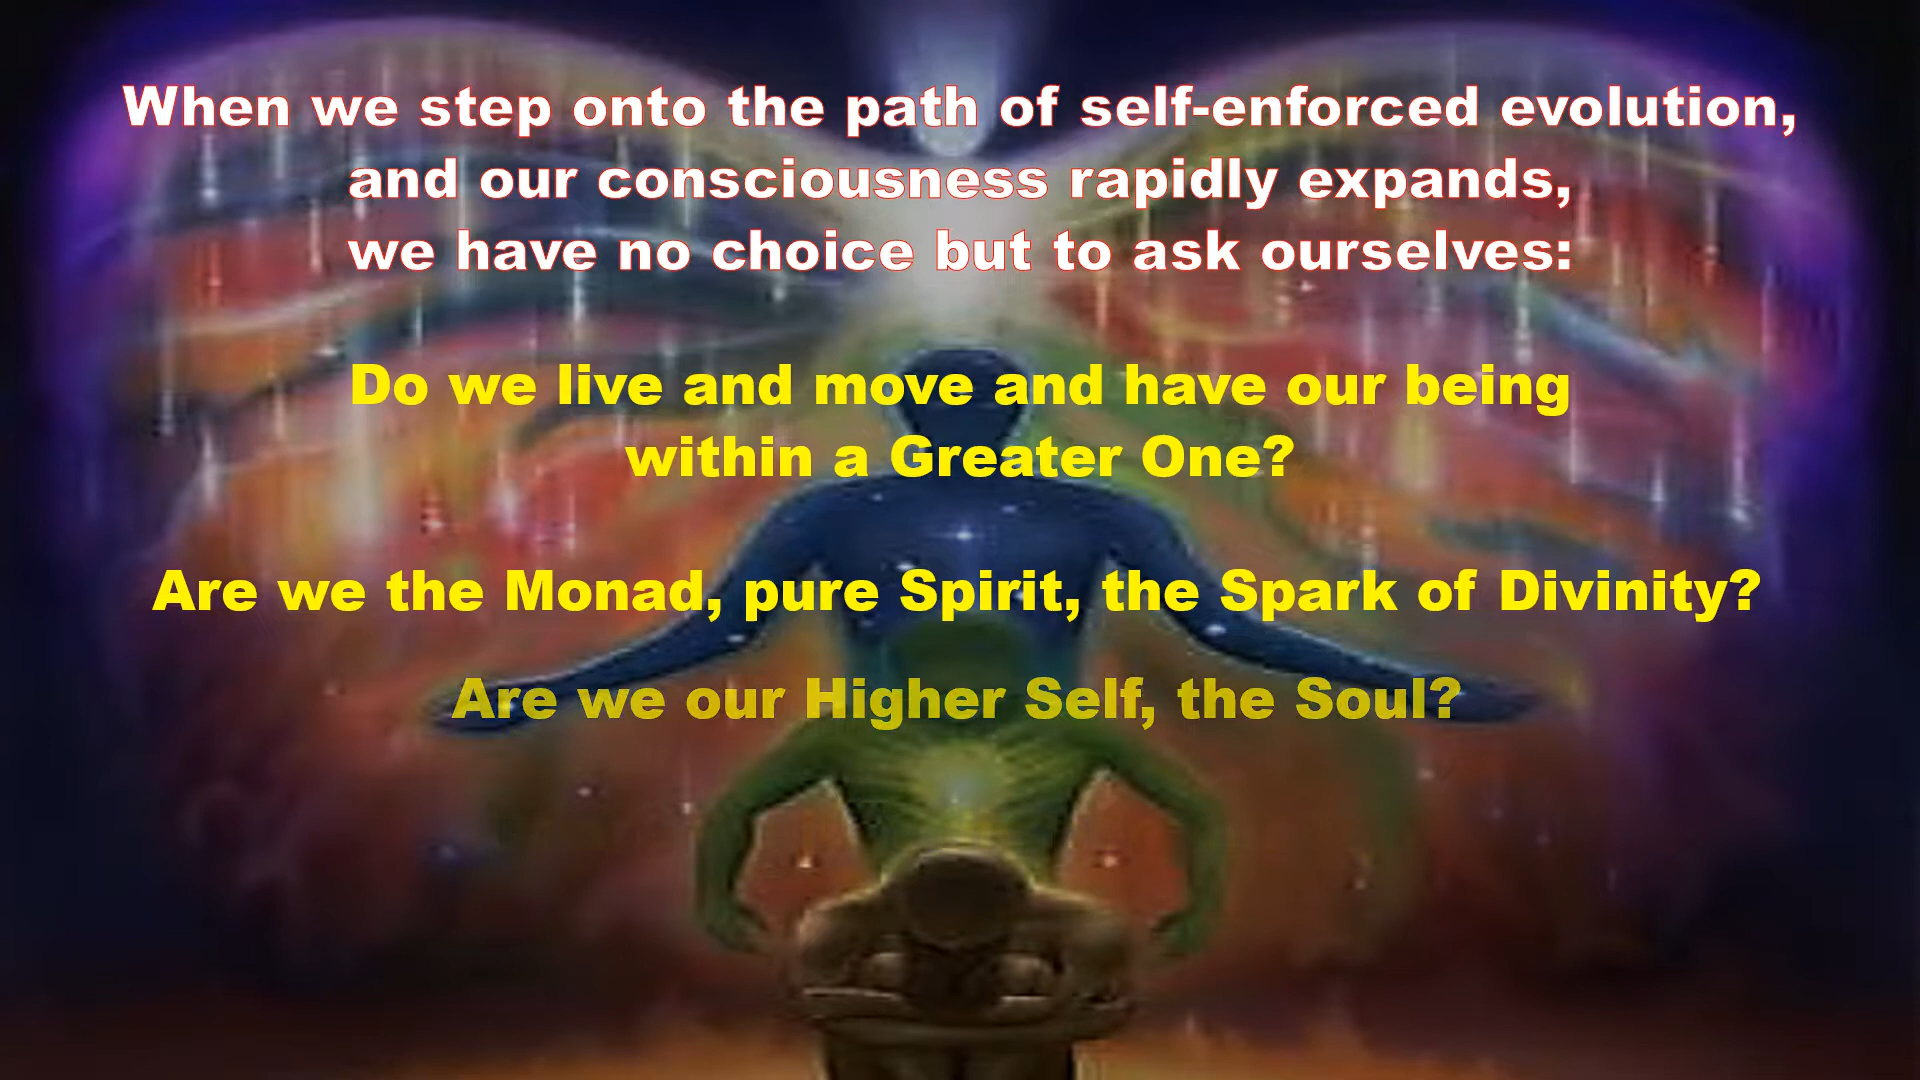 When we step onto the path of self-enforced evolution,
and our consciousness rapidly expands,
we have no choice but to ask ourselves:
Do we live and move and have our being
within a Greater One?
Are we the Monad, pure Spirit, the Spark of Divinity?
Are we our Higher Self, the Soul?